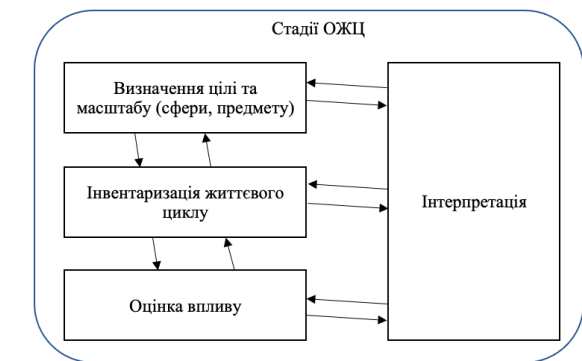 Стадії ОЖЦ
Визначення цілі та
масштабу (сфери, предмету)
Інвентаризація життєвого
циклу
Інтерпретація
Оцінка впливу